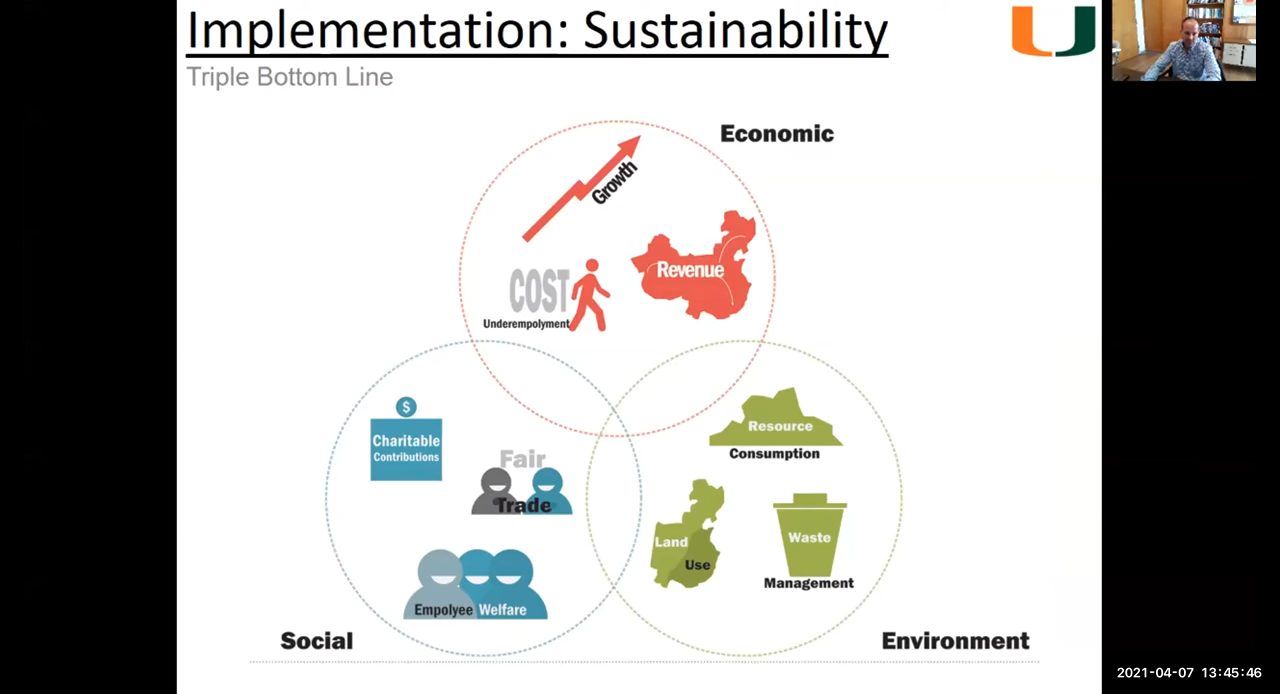 Implementation: Sustainability
Triple Bottom Line
Economic
Growth
Revenue
COST
Underempolyment
$
Charitable
Contributions
Fair
Trade
Empolyee Welfare
Social
Resource
Consumption
Land
Use
Waste
Management
Environment
U
2021-04-07 13:45:46